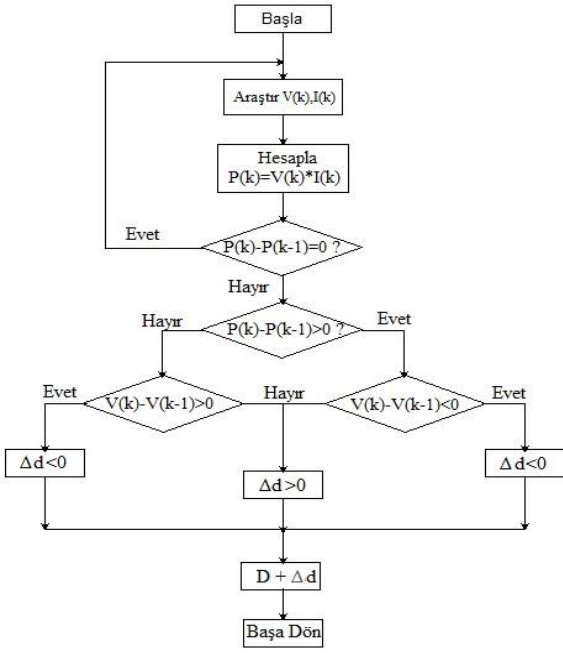 Başla
Araştır V(k),I(k)
Hesapla
P(k)=V(k)*I(k)
Evet
P(k)-P(k-1)=0 ?
Hayır
Hayır
P(k)-P(k-1)>0 ?
Evet
Evet
V(k)-V(k-1)>0
Hayır
V(k)-V(k-1)<0
Evet
Δd<0
Δd>0
Δd<0
D + Δd
Başa Dön